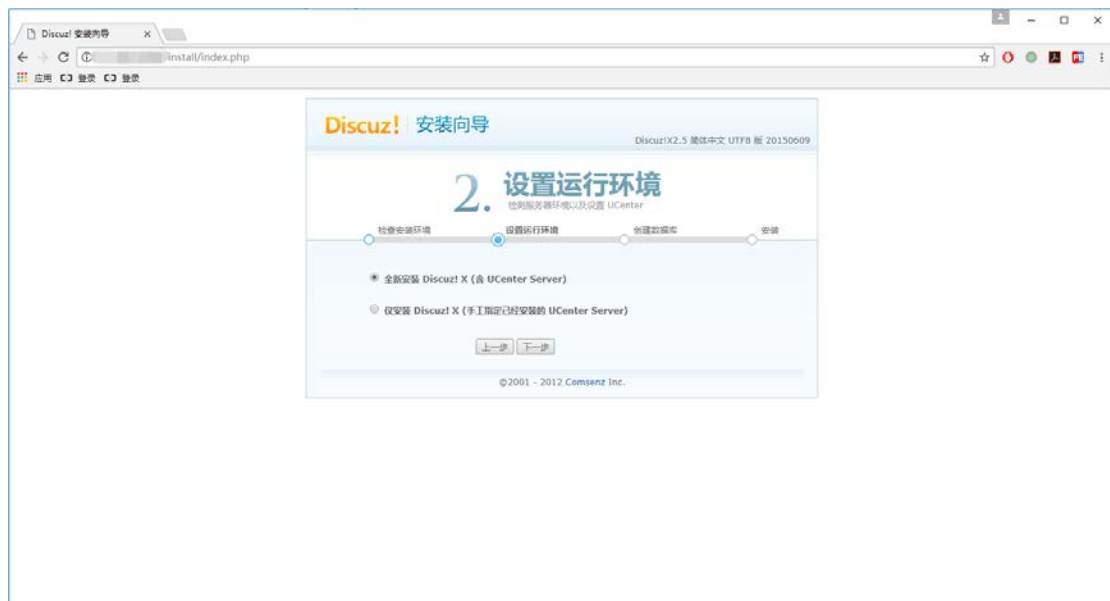 Discuz! 安装向导
install/index.php
应用 登录 登录
Discuz! 安装向导
Discuz!X2.5 简体中文 UTF8 版 20150609
2. 设置运行环境
检测服务器环境以及设置 UCenter
检查安装环境 设置运行环境 创建数据库 安装
全新安装 Discuz! X (含 UCenter Server)
仅安装 Discuz! X (手工指定已经安装的 UCenter Server)
上一步 下一步
©2001 - 2012 Comsenz Inc.